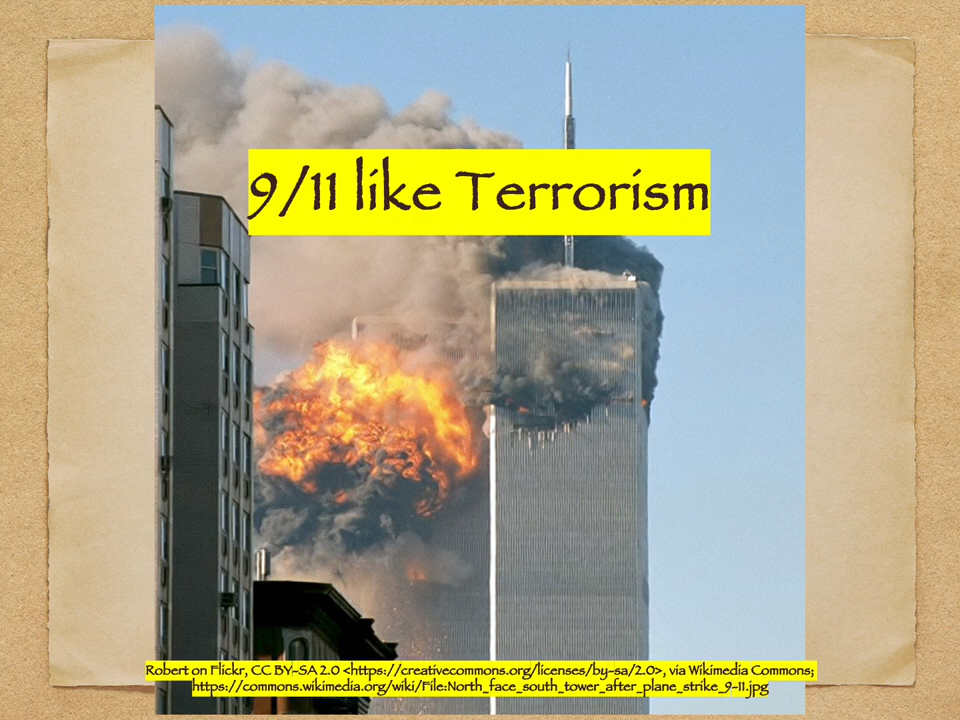 9/11 like Terrorism
Robert on Flickr, CC BY-SA 2.0 <https://creativecommons.org/licenses/by-sa/2.0>, via Wikimedia Commons;
https://commons.wikimedia.org/wiki/File:North_face_south_tower_after_plane_strike_9-11.jpg